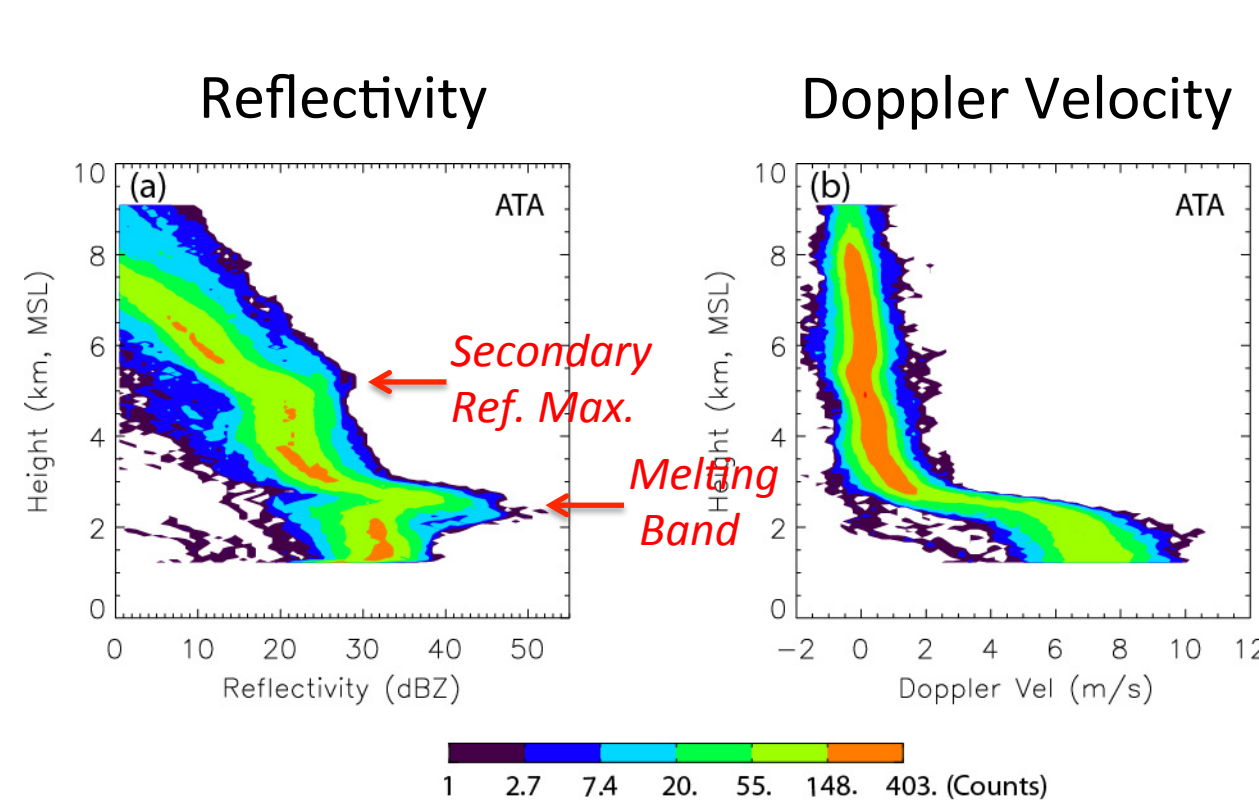 Reflectivity
Doppler Velocity
(a)
ATA
10
8
6
4
2
0
Height (km, MSL)
0 10 20 30 40 50
Reflectivity (dBZ)
Secondary
Ref. Max.
Melting
Band
(b)
ATA
10
8
6
4
2
0
Height (km, MSL)
−2 0 2 4 6 8 10 12
Doppler Vel (m/s)
1 2.7 7.4 20. 55. 148. 403. (Counts)